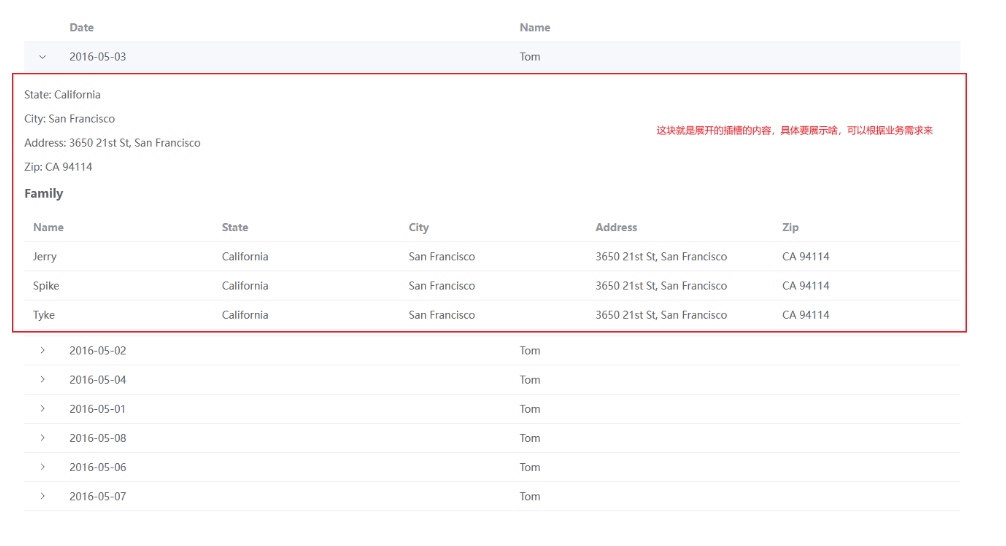 Date Name
2016-05-03 Tom
State: California
City: San Francisco
这块就是展开的插槽的内容，具体要展示啥，可以根据业务需求来
Address: 3650 21st St, San Francisco
Zip: CA 94114
Family
Name State City Address Zip
Jerry California San Francisco 3650 21st St, San Francisco CA 94114
Spike California San Francisco 3650 21st St, San Francisco CA 94114
Tyke California San Francisco 3650 21st St, San Francisco CA 94114
2016-05-02 Tom
2016-05-04 Tom
2016-05-01 Tom
2016-05-08 Tom
2016-05-06 Tom
2016-05-07 Tom